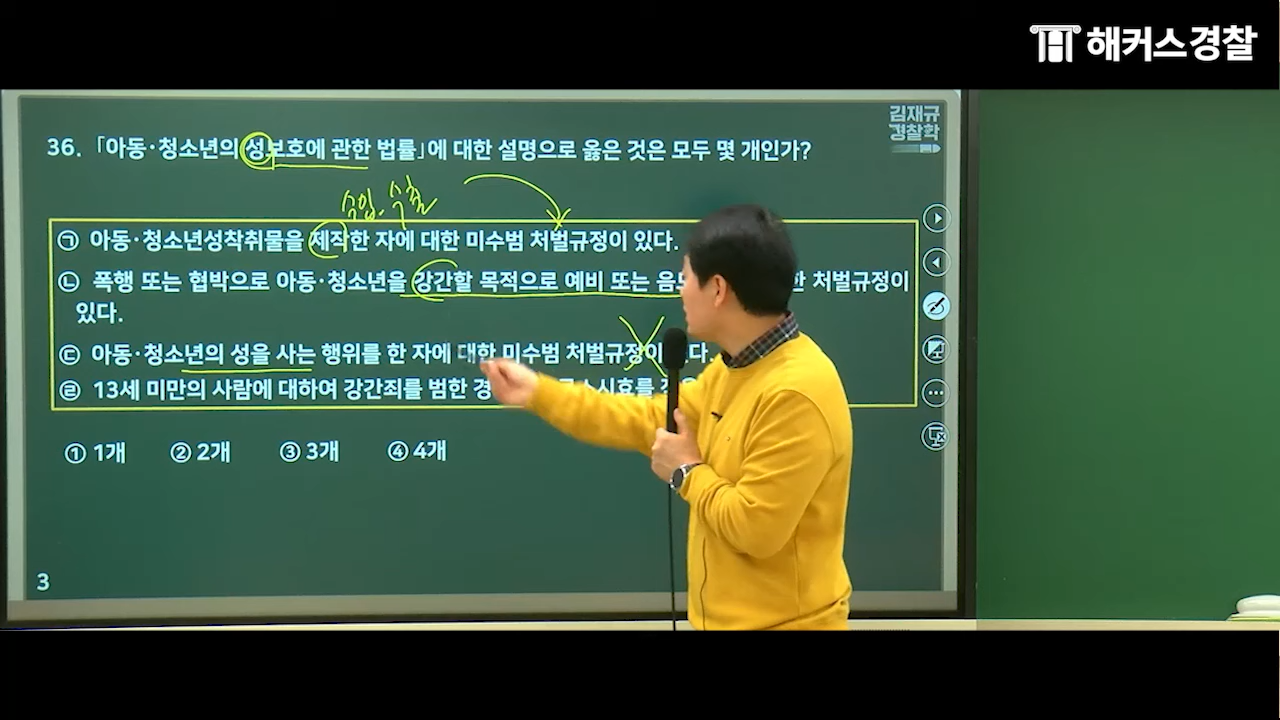 해커스경찰
김재규
경찰학
36. 「아동·청소년의 성보호에 관한 법률」에 대한 설명으로 옳은 것은 모두 몇 개인가?
수입, 수출
㉠ 아동·청소년성착취물을 제작한 자에 대한 미수범 처벌규정이 있다.
㉡ 폭행 또는 협박으로 아동·청소년을 강간할 목적으로 예비 또는 음 처벌규정이
있다.
㉢ 아동·청소년의 성을 사는 행위를 한 자에 대한 미수범 처벌규정이 다.
㉣ 13세 미만의 사람에 대하여 강간죄를 범한
① 1개 ② 2개 ③ 3개 ④ 4개
3